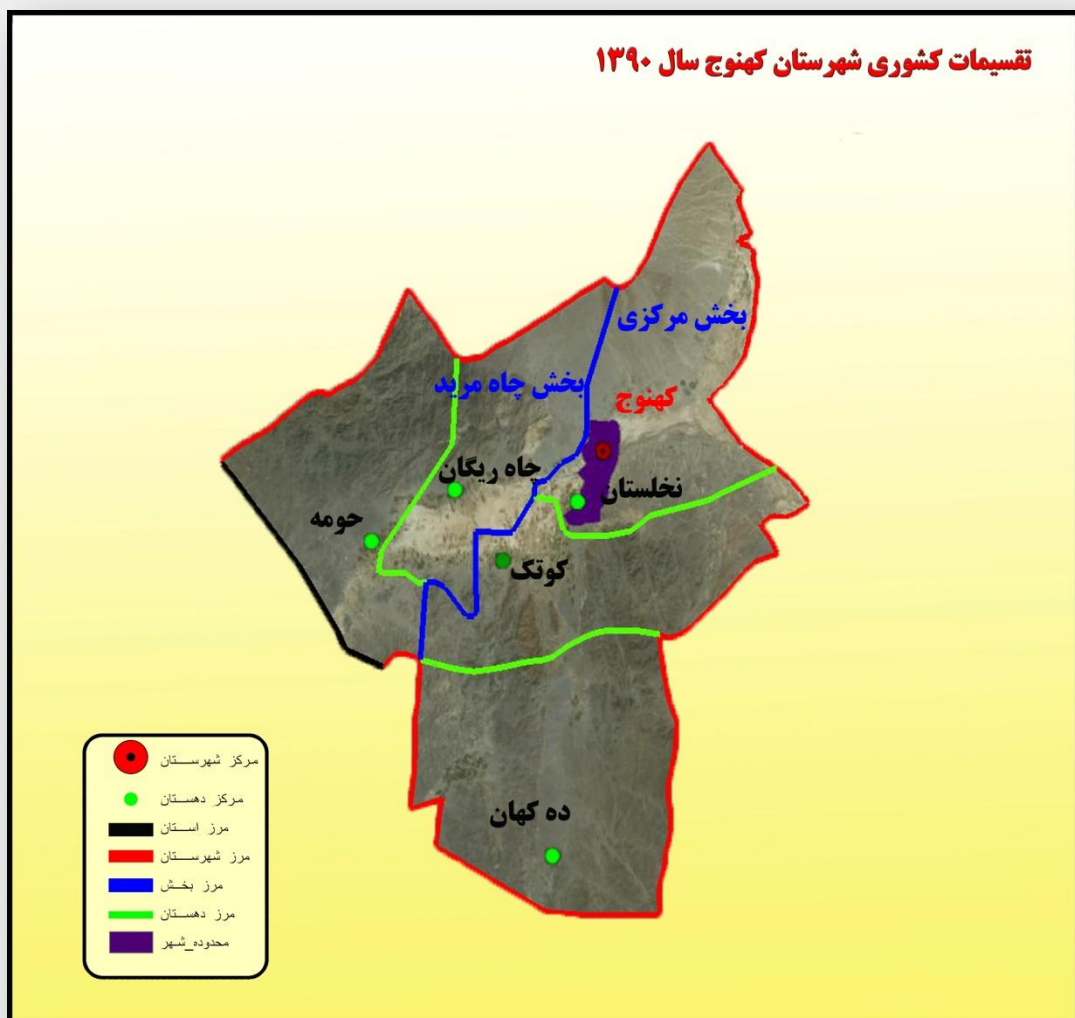 تقسیمات کشوری شهرستان کهنوج سال ۱۳۹۰
بخش مرکزی
بخش چاه مرید
کهنوج
چاه ریگان
نخلستان
حومه
کوتک
ده کهان
مرکز شهرستان
مرکز دهستان
مرز استان
مرز شهرستان
مرز بخش
مرز دهستان
محدوده_شهر